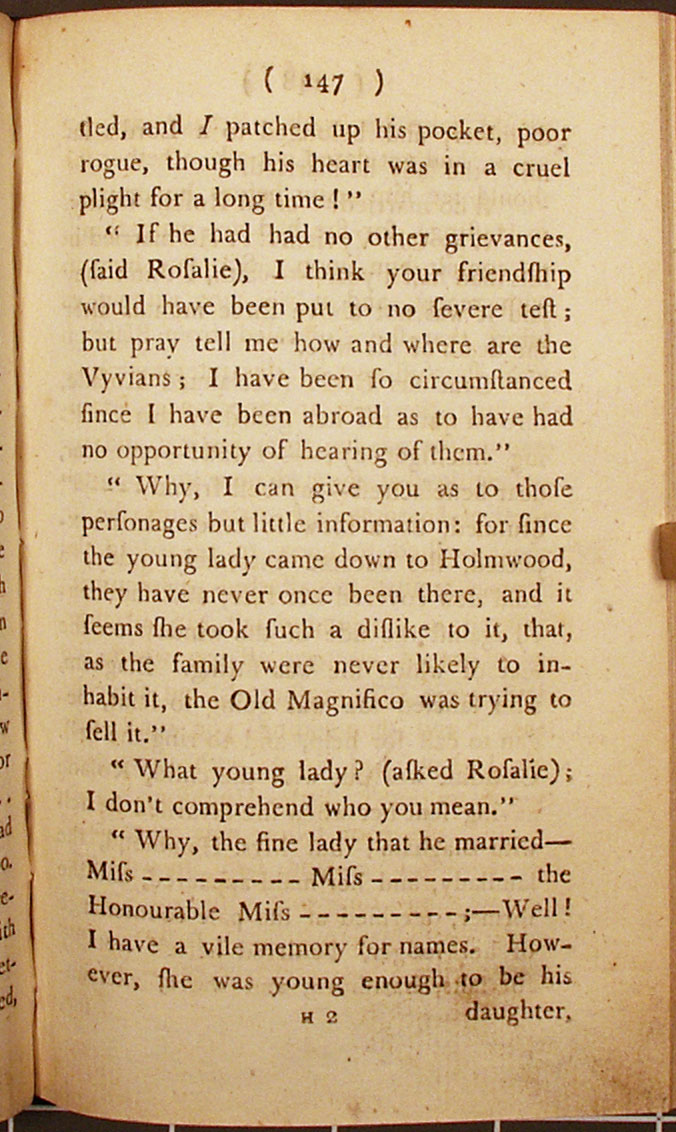 ( 147 )
tled, and I patched up his pocket, poor
rogue, though his heart was in a cruel
plight for a long time ! ”
“ If he had had no other grievances,
(ſaid Roſalie), I think your friendſhip
would have been put to no ſevere teſt ;
but pray tell me how and where are the
Vyvians ; I have been ſo circumſtanced
ſince I have been abroad as to have had
no opportunity of hearing of them.”
“ Why, I can give you as to thoſe
perſonages but little information: for ſince
the young lady came down to Holmwood,
they have never once been there, and it
ſeems ſhe took ſuch a diſlike to it, that,
as the family were never likely to in-
habit it, the Old Magnifico was trying to
ſell it.”
“ What young lady ? (aſked Roſalie) ;
I don't comprehend who you mean.”
“ Why, the fine lady that he married—
Miſs - - - - - - - - - Miſs - - - - - - - - - the
Honourable Miſs - - - - - - - - - ;—Well !
I have a vile memory for names. How-
ever, ſhe was young enough to be his
H 2 daughter,